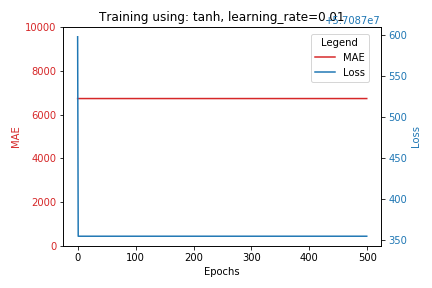 Training using: tanh, learning_rate=0.01
+5.7087e7
10000
8000
6000
4000
2000
0
MAE
600
550
500
450
400
350
Loss
Legend
MAE
Loss
0
100
200
300
400
500
Epochs